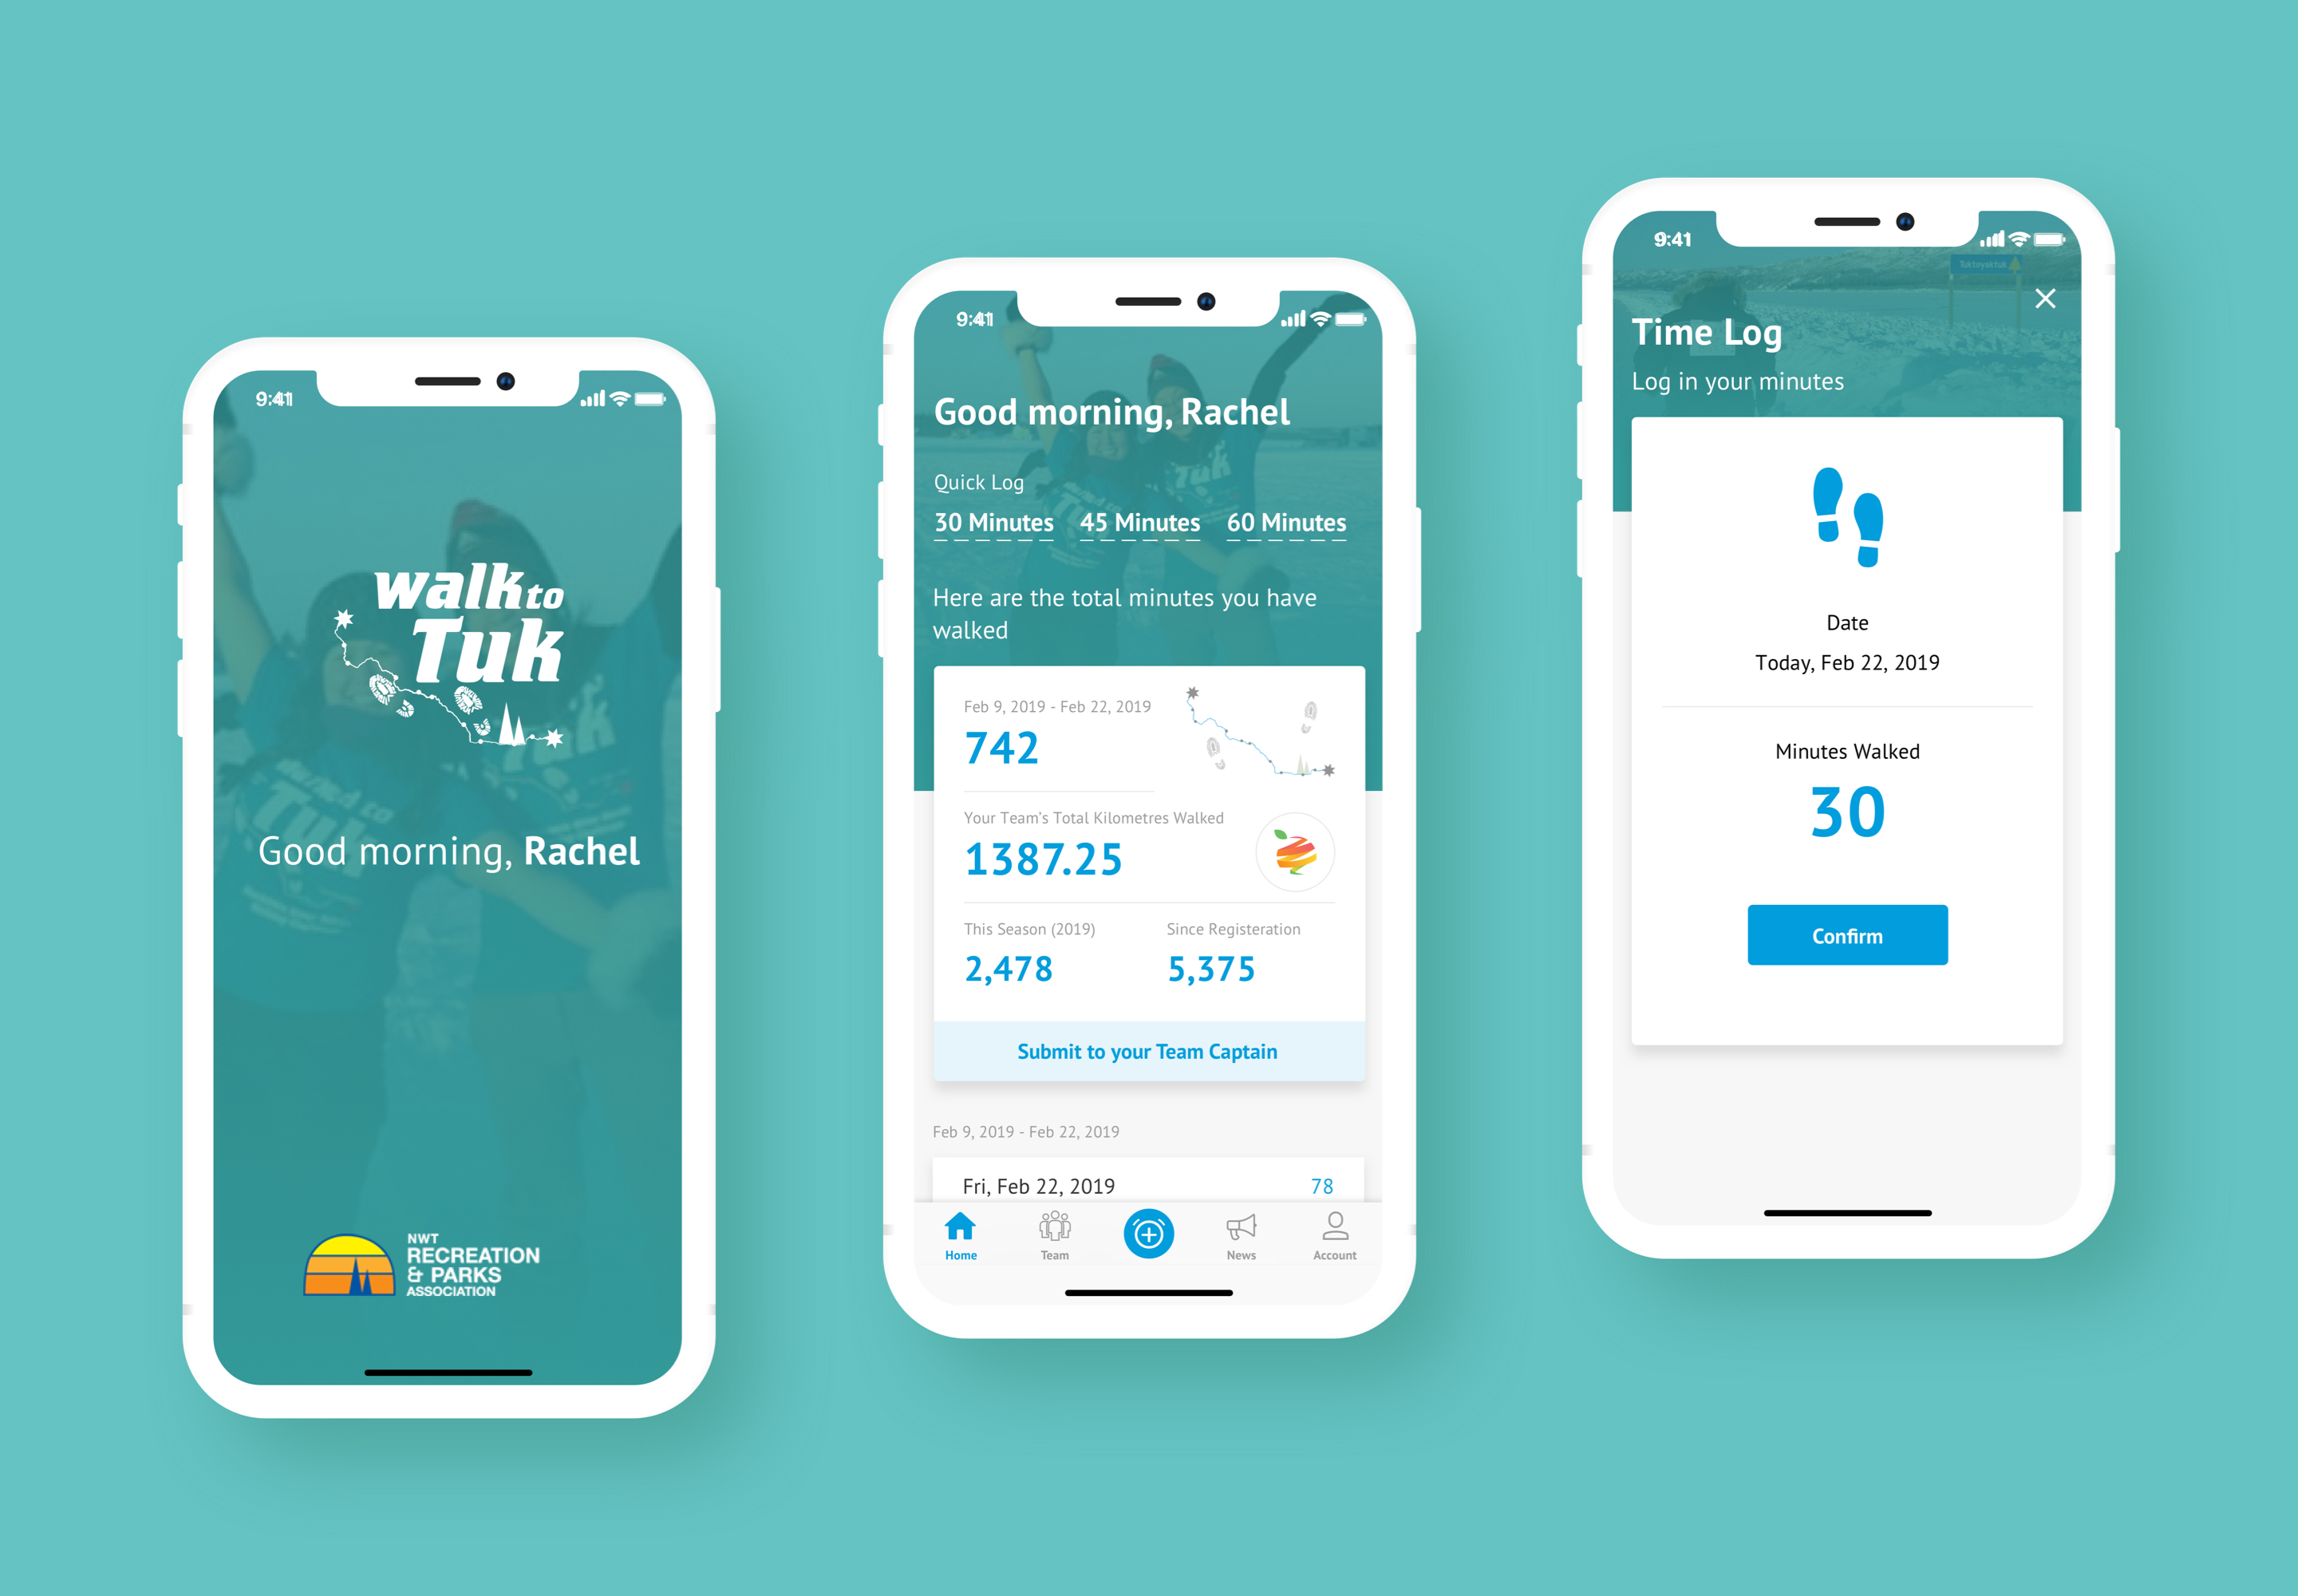 9:41
walk to
Tuk
Good morning, Rachel
NWT
RECREATION
& PARKS
ASSOCIATION
9:41
Good morning, Rachel
Quick Log
30 Minutes 45 Minutes 60 Minutes
Here are the total minutes you have
walked
Feb 9, 2019 - Feb 22, 2019
742
Your Team's Total Kilometres Walked
1387.25
This Season (2019) Since Registeration
2,478 5,375
Submit to your Team Captain
Feb 9, 2019 - Feb 22, 2019
Fri, Feb 22, 2019 78
Home Team News Account
9:41
Tuktoyaktuk
Time Log
Log in your minutes
Date
Today, Feb 22, 2019
Minutes Walked
30
Confirm